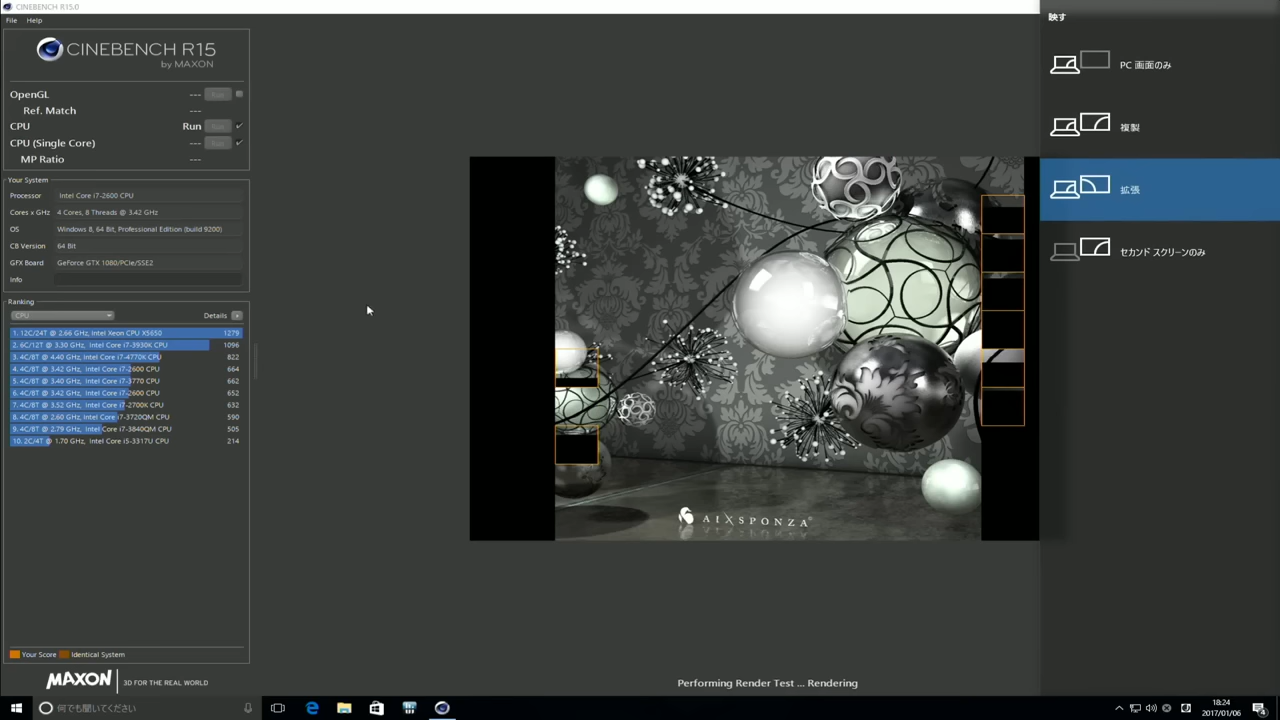 CINEBENCH R15.0
File Help
CINEBENCH R15
by MAXON
OpenGL --- Run
Ref. Match ---
CPU Run Run
CPU (Single Core) --- Run
MP Ratio ---
Your System
Processor Intel Core i7-2600 CPU
Cores x GHz 4 Cores, 8 Threads @ 3.42 GHz
OS Windows 8, 64 Bit, Professional Edition (build 9200)
CB Version 64 Bit
GFX Board GeForce GTX 1080/PCIe/SSE2
Info
Ranking
CPU Details
1. 12C/24T @ 2.66 GHz, Intel Xeon CPU X5650 1279
2. 6C/12T @ 3.30 GHz, Intel Core i7-3930K CPU 1096
3. 4C/8T @ 4.40 GHz, Intel Core i7-4770K CPU 822
4. 4C/8T @ 3.42 GHz, Intel Core i7-2600 CPU 664
5. 4C/8T @ 3.40 GHz, Intel Core i7-3770 CPU 662
6. 4C/8T @ 3.42 GHz, Intel Core i7-2600 CPU 652
7. 4C/8T @ 3.52 GHz, Intel Core i7-2700K CPU 632
8. 4C/8T @ 2.60 GHz, Intel Core i7-3720QM CPU 590
9. 4C/8T @ 2.79 GHz, Intel Core i7-3840QM CPU 505
10. 2C/4T @ 1.70 GHz, Intel Core i5-3317U CPU 214
Your Score Identical System
MAXON 3D FOR THE REAL WORLD
AIXSPONZA®
Performing Render Test ... Rendering
映す
PC 画面のみ
複製
拡張
セカンド スクリーンのみ
何でも聞いてください
18:24
2017/01/06
4